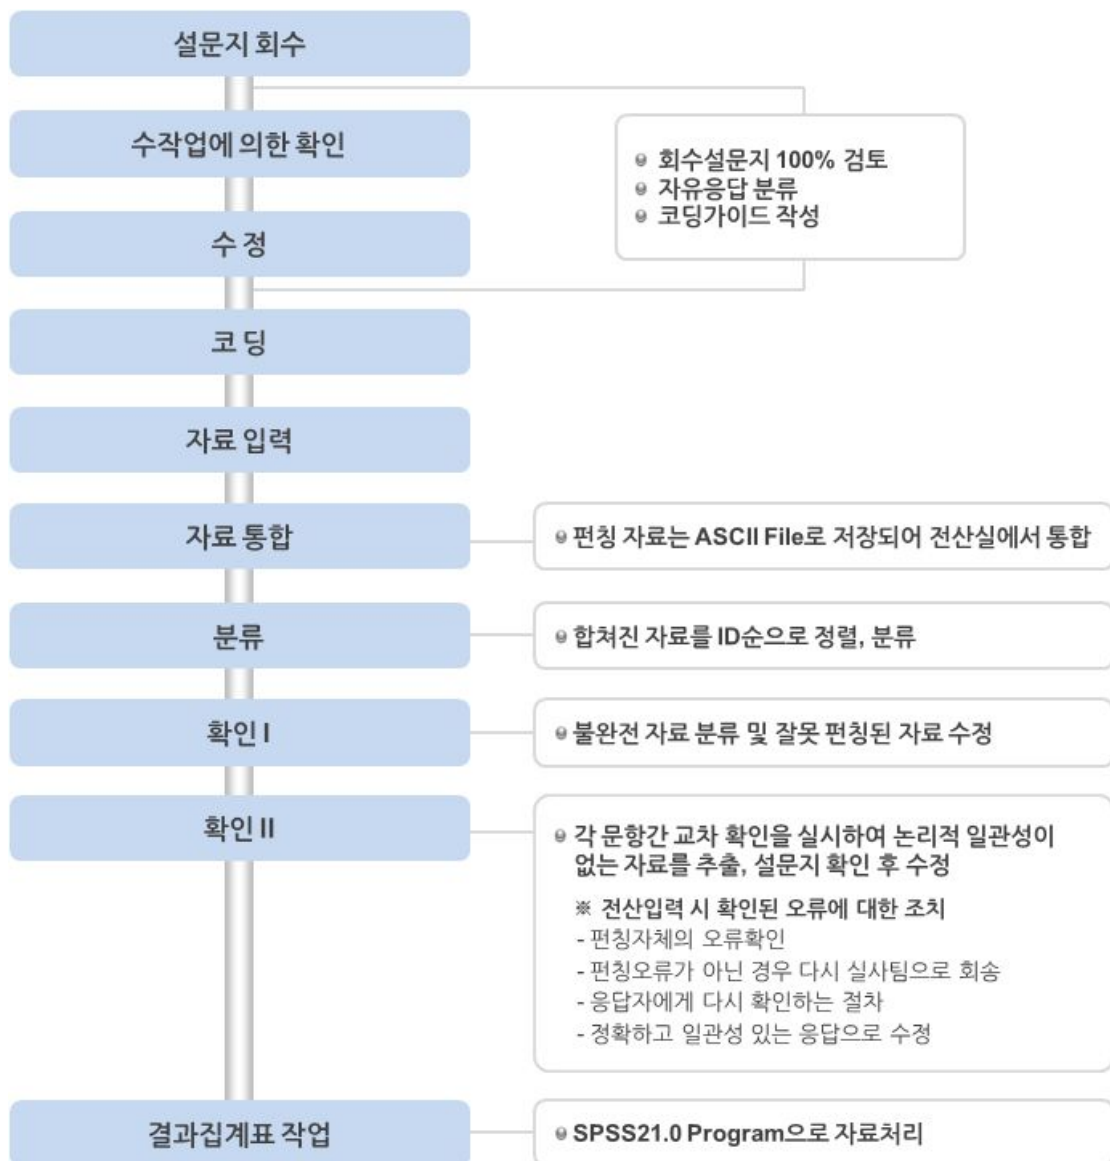 설문지 회수
수작업에 의한 확인
수 정
● 회수설문지 100% 검토
● 자유응답 분류
● 코딩가이드 작성
코 딩
자료 입력
자료 통합
● 펀칭 자료는 ASCII File로 저장되어 전산실에서 통합
분류
● 합쳐진 자료를 ID순으로 정렬, 분류
확인 I
● 불완전 자료 분류 및 잘못 펀칭된 자료 수정
확인 II
● 각 문항간 교차 확인을 실시하여 논리적 일관성이
없는 자료를 추출, 설문지 확인 후 수정
※ 전산입력 시 확인된 오류에 대한 조치
- 펀칭자체의 오류확인
- 펀칭오류가 아닌 경우 다시 실사팀으로 회송
- 응답자에게 다시 확인하는 절차
- 정확하고 일관성 있는 응답으로 수정
결과집계표 작업
● SPSS21.0 Program으로 자료처리